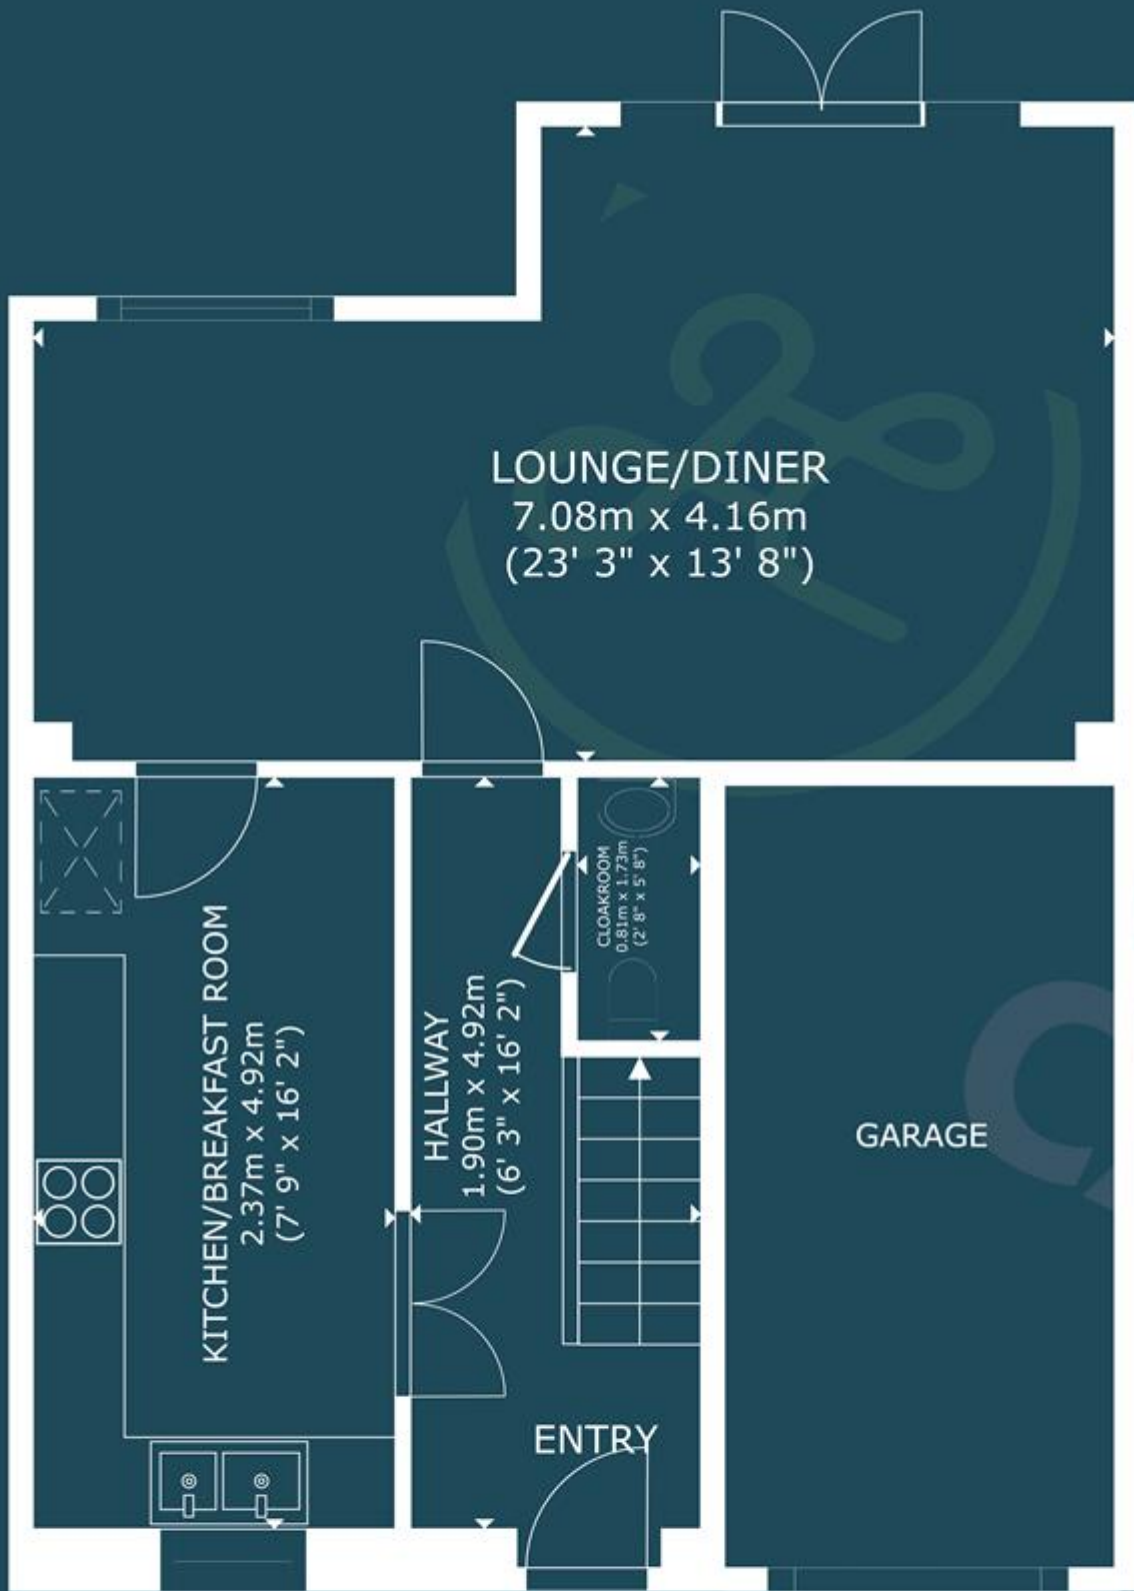 LOUNGE/DINER
7.08m x 4.16m
(23' 3" x 13' 8")
KITCHEN/BREAKFAST ROOM
2.37m x 4.92m
(7' 9" x 16' 2")
HALLWAY
1.90m x 4.92m
(6' 3" x 16' 2")
CLOAKROOM
0.81m x 1.73m
(2' 8" x 5' 8")
GARAGE
ENTRY